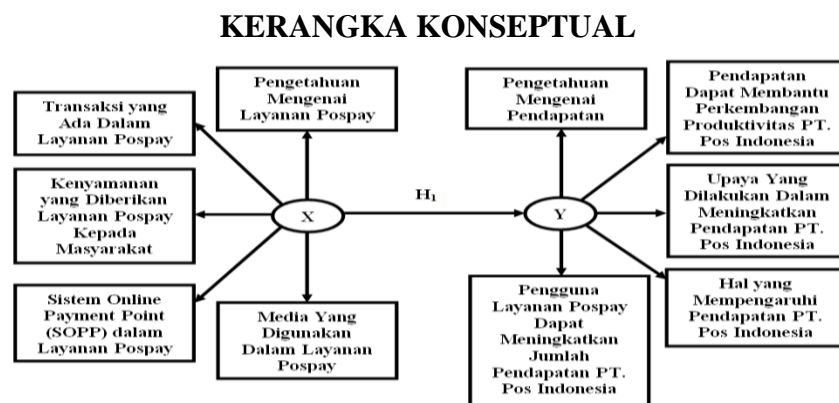 KERANGKA KONSEPTUAL
Transaksi yang
Ada Dalam
Layanan Pospay
Pengetahuan
Mengenai
Layanan Pospay
Kenyamanan
yang Diberikan
Layanan Pospay
Kepada
Masyarakat
Sistem Online
Payment Point
(SOPP) dalam
Layanan Pospay
Media Yang
Digunakan
Dalam Layanan
Pospay
X
H₁
Y
Pengetahuan
Mengenai
Pendapatan
Pendapatan
Dapat Membantu
Perkembangan
Produktivitas PT.
Pos Indonesia
Upaya Yang
Dilakukan Dalam
Meningkatkan
Pendapatan PT.
Pos Indonesia
Hal yang
Mempengaruhi
Pendapatan PT.
Pos Indonesia
Pengguna
Layanan Pospay
Dapat
Meningkatkan
Jumlah
Pendapatan PT.
Pos Indonesia